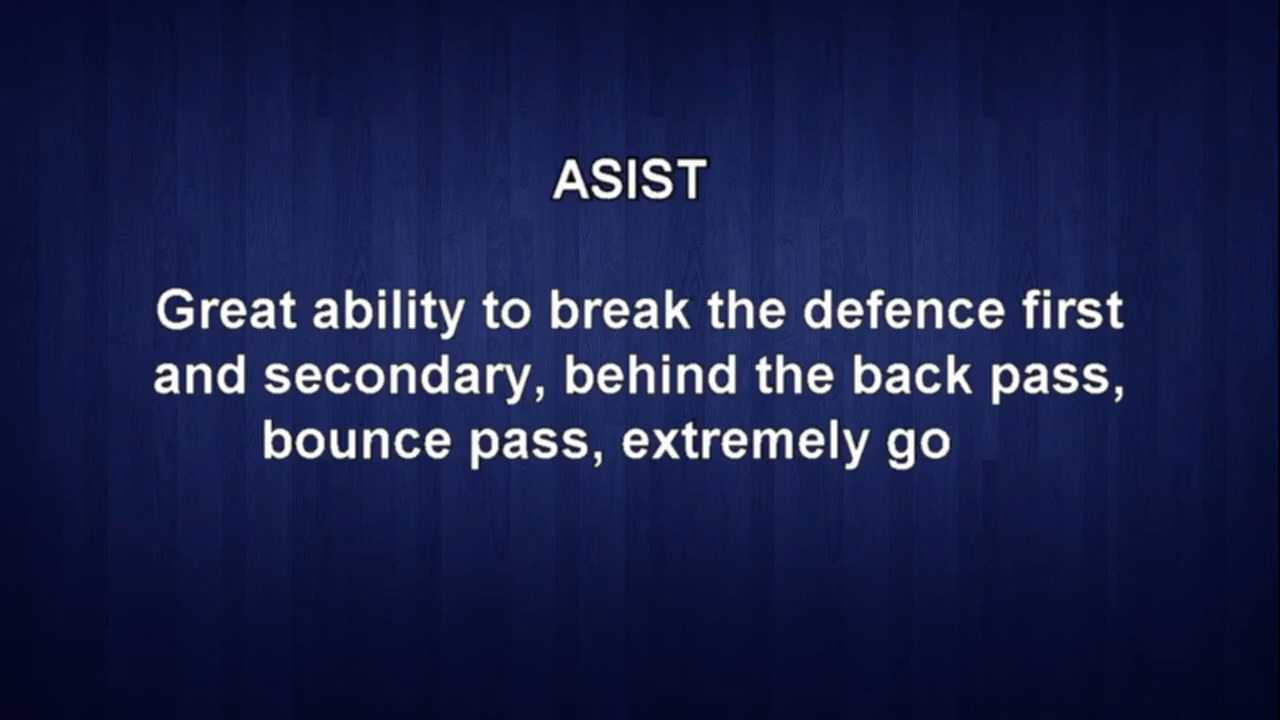 ASIST
Great ability to break the defence first
and secondary, behind the back pass,
bounce pass, extremely go